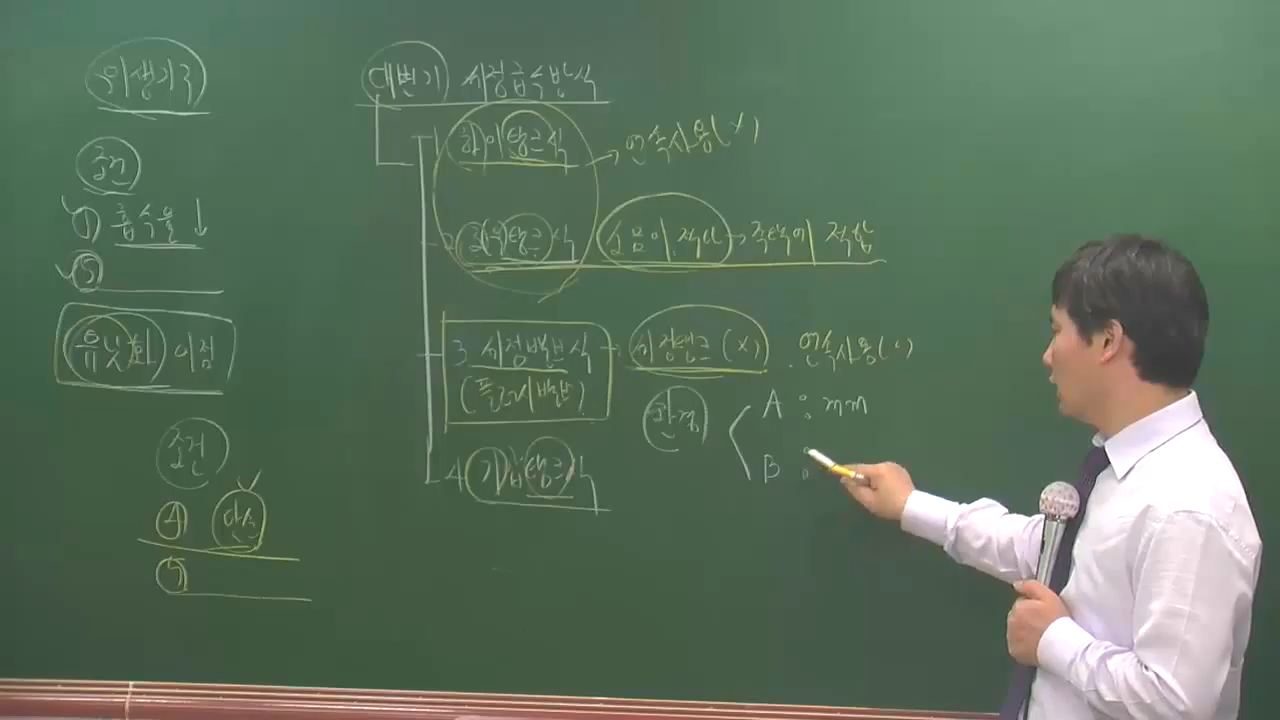 위생기구
조건
① 흡수율 ↓
⑤
유닛화 이점
조건
④ 단순
⑤
대변기 세정급수방식
1 하이탱크식 → 연속사용(X)
2 로우탱크식 소음이 적다 → 주택에 적합
3 세정밸브식 → 세정탱크(X) . 연속사용(O)
(플러시밸브)
관경
A : mm
B :
4 기압탱크식